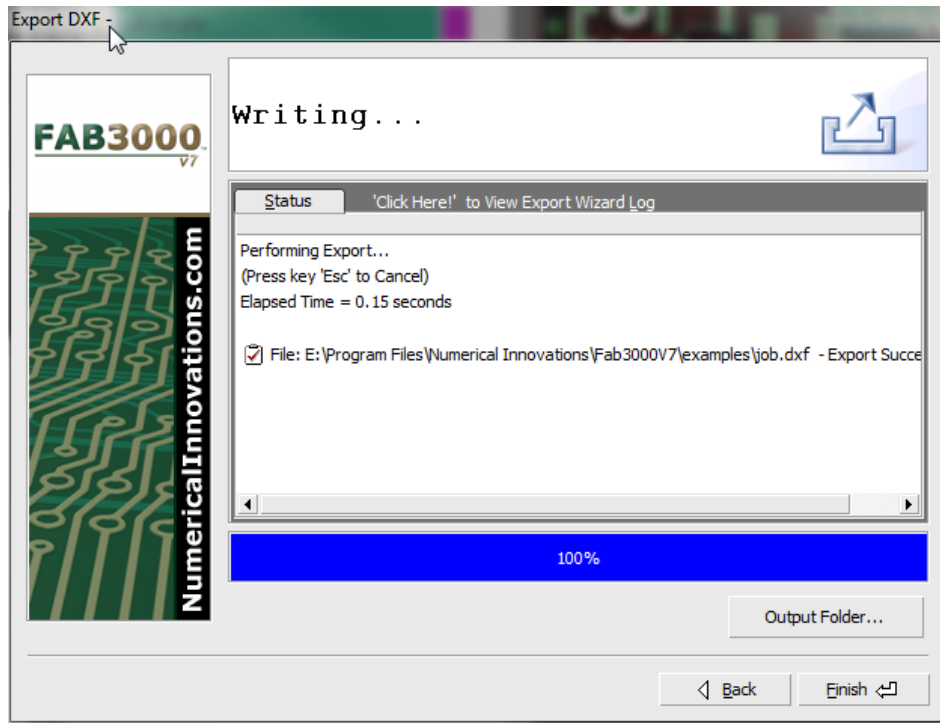 Export DXF -
FAB3000
v7
NumericalInnovations.com
Writing...
Status 'Click Here!' to View Export Wizard Log
Performing Export...
(Press key 'Esc' to Cancel)
Elapsed Time = 0.15 seconds
File: E:\Program Files\Numerical Innovations\Fab3000V7\examples\job.dxf - Export Succe
100%
Output Folder...
Back Finish